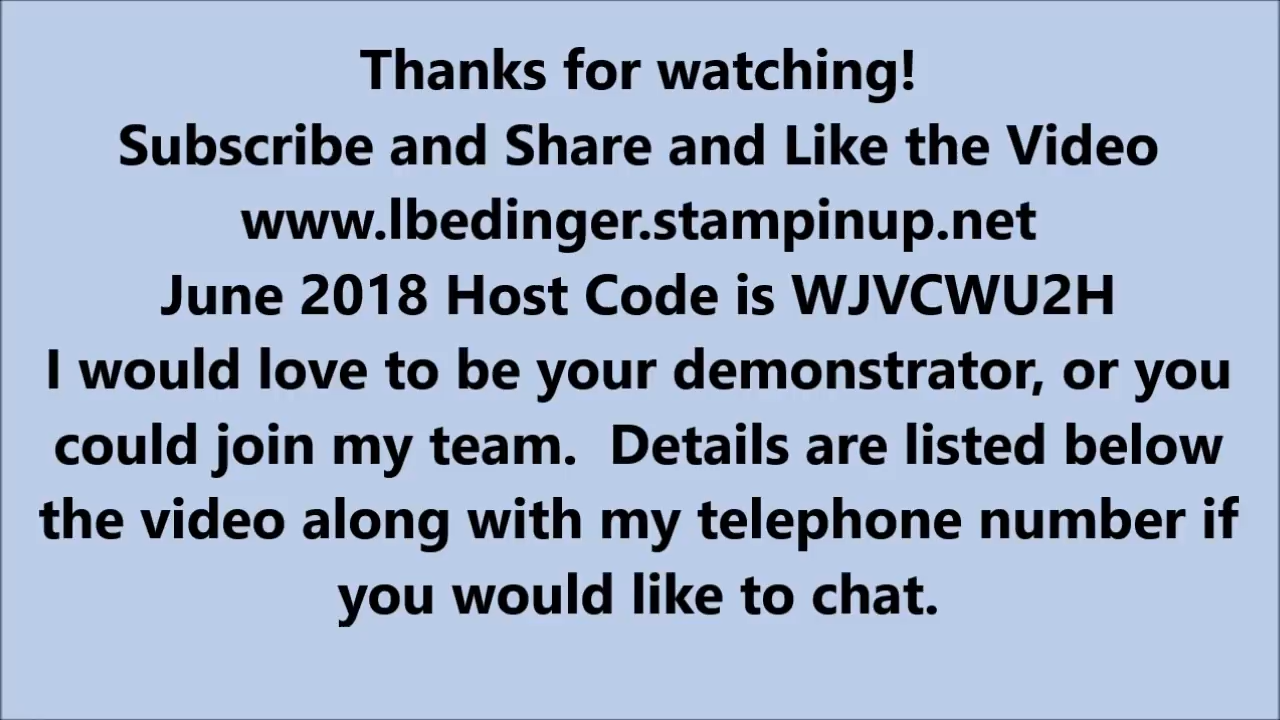 Thanks for watching!
Subscribe and Share and Like the Video
www.lbedinger.stampinup.net
June 2018 Host Code is WJVCWU2H
I would love to be your demonstrator, or you
could join my team.  Details are listed below
the video along with my telephone number if
you would like to chat.